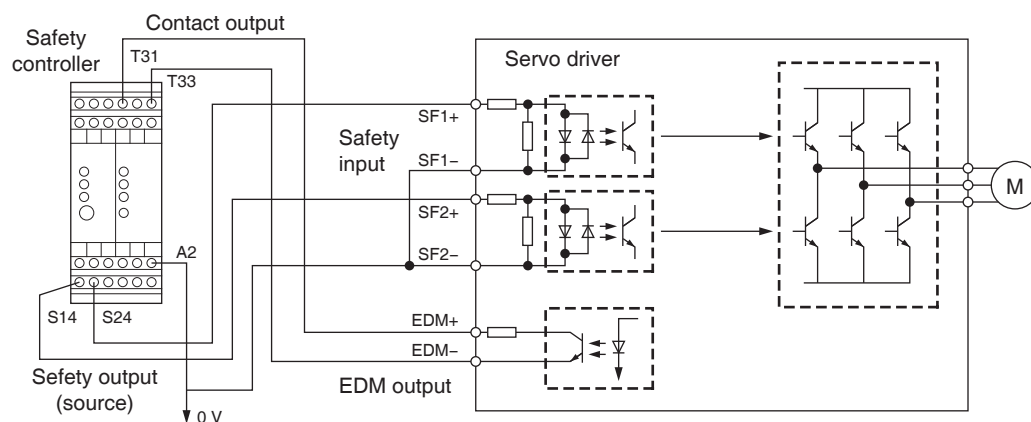 Contact output
Safety
controller
T31
T33
Servo driver
SF1+
Safety
input
SF1−
SF2+
SF2−
M
A2
S14
S24
EDM+
EDM−
Sefety output
(source)
EDM output
0 V